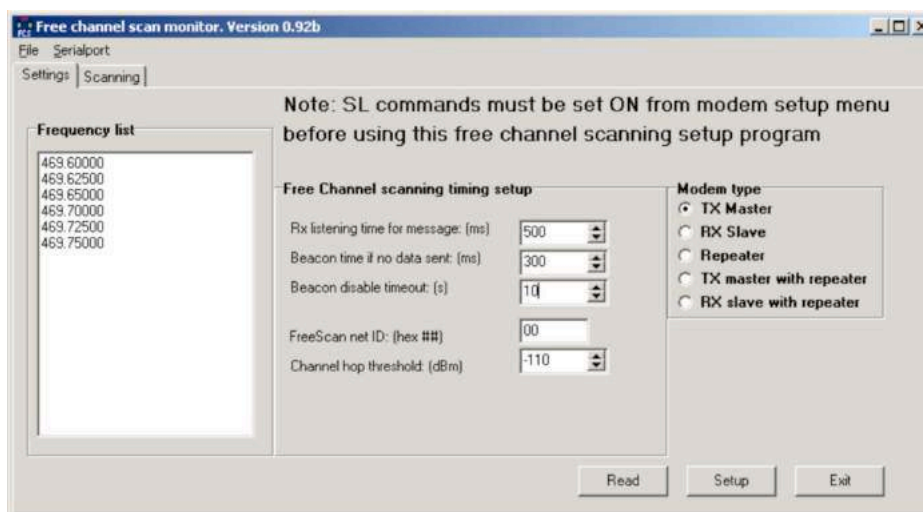 Free channel scan monitor. Version 0.92b
File Serialport
Settings Scanning
Note: SL commands must be set ON from modem setup menu
before using this free channel scanning setup program
Frequency list
469.60000
469.62500
469.65000
469.70000
469.72500
469.75000
Free Channel scanning timing setup
Rx listening time for message: (ms) 500
Beacon time if no data sent: (ms) 300
Beacon disable timeout: (s) 10
FreeScan net ID: (hex ##) 00
Channel hop threshold: (dBm) -110
Modem type
TX Master
RX Slave
Repeater
TX master with repeater
RX slave with repeater
Read Setup Exit